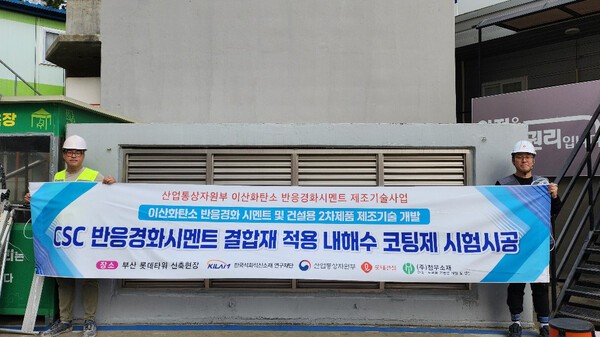 산업통상자원부 이산화탄소 반응경화시멘트 제조기술사업
이산화탄소 반응경화 시멘트 및 건설용 2차제품 제조기술 개발
CSC 반응경화시멘트 결합재 적용 내해수 코팅제 시험시공
장소 부산 롯데타워 신축현장 한국석회석신소재 연구재단 산업통상자원부 롯데건설 (주)정우소재
장
권리입